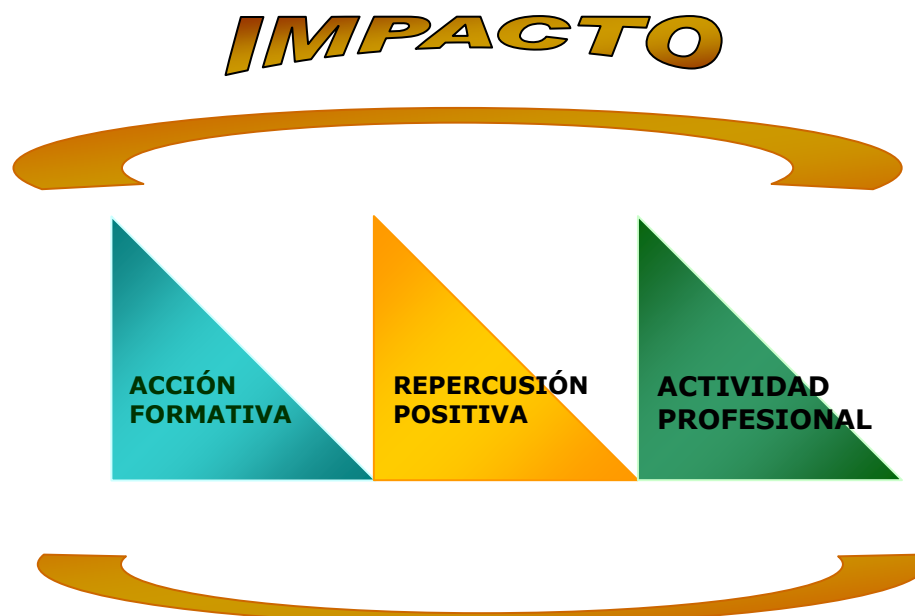 IMPACTO
ACCIÓN
FORMATIVA
REPERCUSIÓN
POSITIVA
ACTIVIDAD
PROFESIONAL